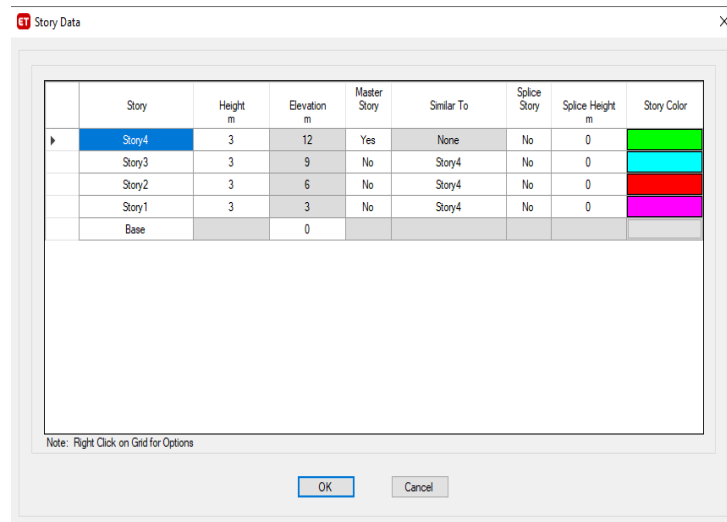 ET Story Data
Story Height m Elevation m Master Story Similar To Splice Story Splice Height m Story Color
Story4 3 12 Yes None No 0
Story3 3 9 No Story4 No 0
Story2 3 6 No Story4 No 0
Story1 3 3 No Story4 No 0
Base 0
Note: Right Click on Grid for Options
OK Cancel